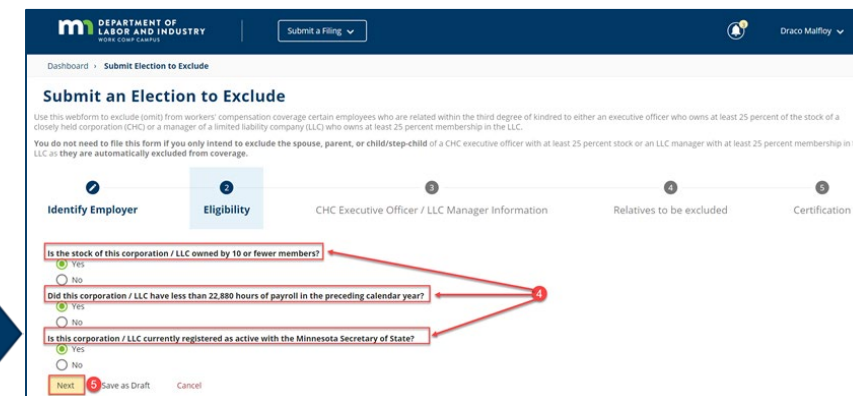 DEPARTMENT OF
LABOR AND INDUSTRY
WORK COMP CAMPUS
Submit a Filing
Draco Malfloy
Dashboard › Submit Election to Exclude
Submit an Election to Exclude
Use this webform to exclude (omit) from workers' compensation coverage certain employees who are related within the third degree of kindred to either an executive officer who owns at least 25 percent of the stock of a
closely held corporation (CHC) or a manager of a limited liability company (LLC) who owns at least 25 percent membership in the LLC.
You do not need to file this form if you only intend to exclude the spouse, parent, or child/step-child of a CHC executive officer with at least 25 percent stock or an LLC manager with at least 25 percent membership in
LLC as they are automatically excluded from coverage.
2 3 4 5
Identify Employer Eligibility CHC Executive Officer / LLC Manager Information Relatives to be excluded Certification
Is the stock of this corporation / LLC owned by 10 or fewer members?
Yes
No
4
Did this corporation / LLC have less than 22,880 hours of payroll in the preceding calendar year?
Yes
No
Is this corporation / LLC currently registered as active with the Minnesota Secretary of State?
Yes
No
Next 5 Save as Draft Cancel